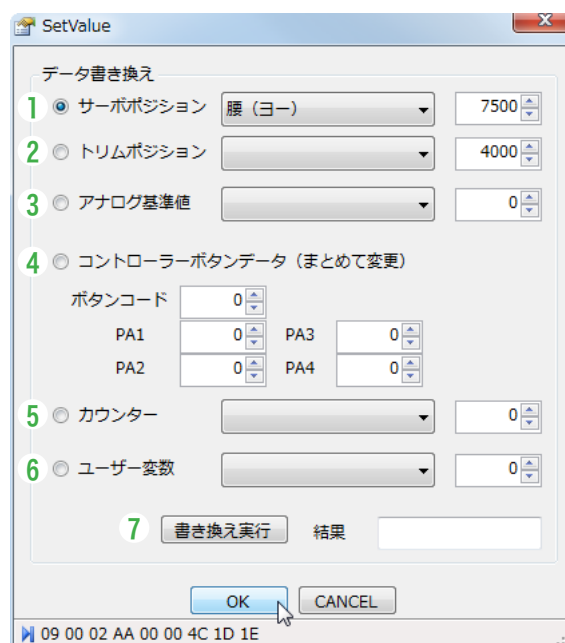 SetValue
データ書き換え
1 サーボポジション 腰（ヨー） 7500
2 トリムポジション 4000
3 アナログ基準値 0
4 コントローラーボタンデータ（まとめて変更）
ボタンコード 0
PA1 0 PA3 0
PA2 0 PA4 0
5 カウンター 0
6 ユーザー変数 0
7 書き換え実行 結果
OK CANCEL
09 00 02 AA 00 00 4C 1D 1E